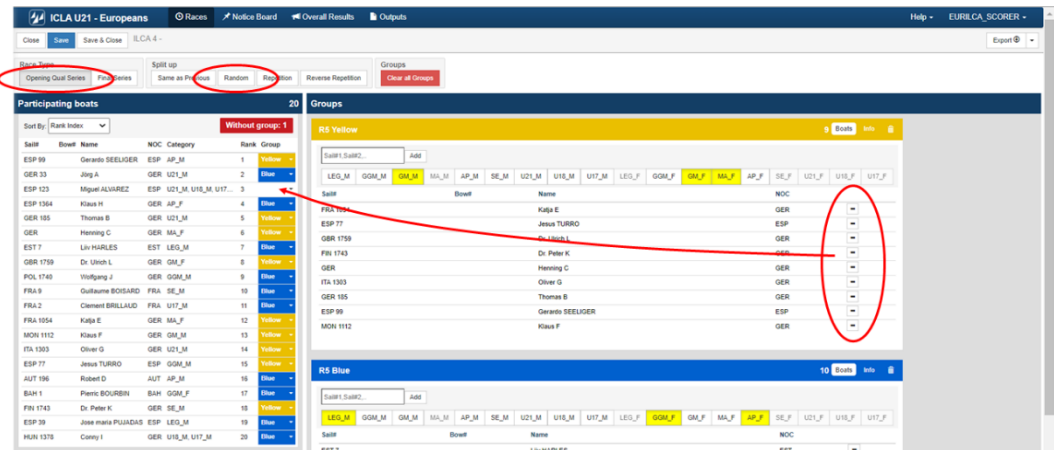 ICLA U21 - Europeans Races Notice Board Overall Results Outputs Help EURILCA_SCORER
Close Save Save & Close ILCA 4 - Export
Race Type Split up Groups
Opening Qual Series Final Series Same as Previous Random Repetition Reverse Repetition Clear all Groups
Participating boats 20
Sort By: Rank Index Without group: 1
Sail# Bow# Name NOC Category Rank Group
ESP 99 Gerardo SEELIGER ESP AP_M 1 Yellow
GER 33 Jörg A GER U21_M 2 Blue
ESP 123 Miguel ALVAREZ ESP U21_M, U18_M, U17... 3
ESP 1364 Klaus H GER AP_F 4 Blue
GER 185 Thomas B GER U21_M 5 Yellow
GER Henning C GER MA_F 6 Yellow
EST 7 Liiv HARLES EST LEG_M 7 Blue
GBR 1759 Dr. Ulrich L GER GM_F 8 Yellow
POL 1740 Wolfgang J GER GGM_M 9 Blue
FRA 9 Guillaume BOISARD FRA SE_M 10 Blue
FRA 2 Clement BRILLAUD FRA U17_M 11 Blue
FRA 1054 Katja E GER MA_F 12 Yellow
MON 1112 Klaus F GER GM_M 13 Yellow
ITA 1303 Oliver G GER U21_M 14 Yellow
ESP 77 Jesus TURRO ESP GGM_M 15 Yellow
AUT 196 Robert D AUT AP_M 16 Blue
BAH 1 Pierric BOURBIN BAH GGM_F 17 Blue
FIN 1743 Dr. Peter K GER SE_M 18 Yellow
ESP 39 Jose maria PUJADAS ESP LEG_M 19 Blue
HUN 1378 Conny I GER U18_M, U17_M 20 Blue
Groups
R5 Yellow 9 Boats Info
Sail#1,Sail#2,.. Add
LEG_M GGM_M GM_M MA_M AP_M SE_M U21_M U18_M U17_M LEG_F GGM_F GM_F MA_F AP_F SE_F U21_F U18_F U17_F
Sail# Bow# Name NOC
FRA 1054 Katja E GER
ESP 77 Jesus TURRO ESP
GBR 1759 Dr. Ulrich L GER
FIN 1743 Dr. Peter K GER
GER Henning C GER
ITA 1303 Oliver G GER
GER 185 Thomas B GER
ESP 99 Gerardo SEELIGER ESP
MON 1112 Klaus F GER
R5 Blue 10 Boats Info
Sail#1,Sail#2,.. Add
LEG_M GGM_M GM_M MA_M AP_M SE_M U21_M U18_M U17_M LEG_F GGM_F GM_F MA_F AP_F SE_F U21_F U18_F U17_F
Sail# Bow# Name NOC
EST 7 Liiv HARLES EST